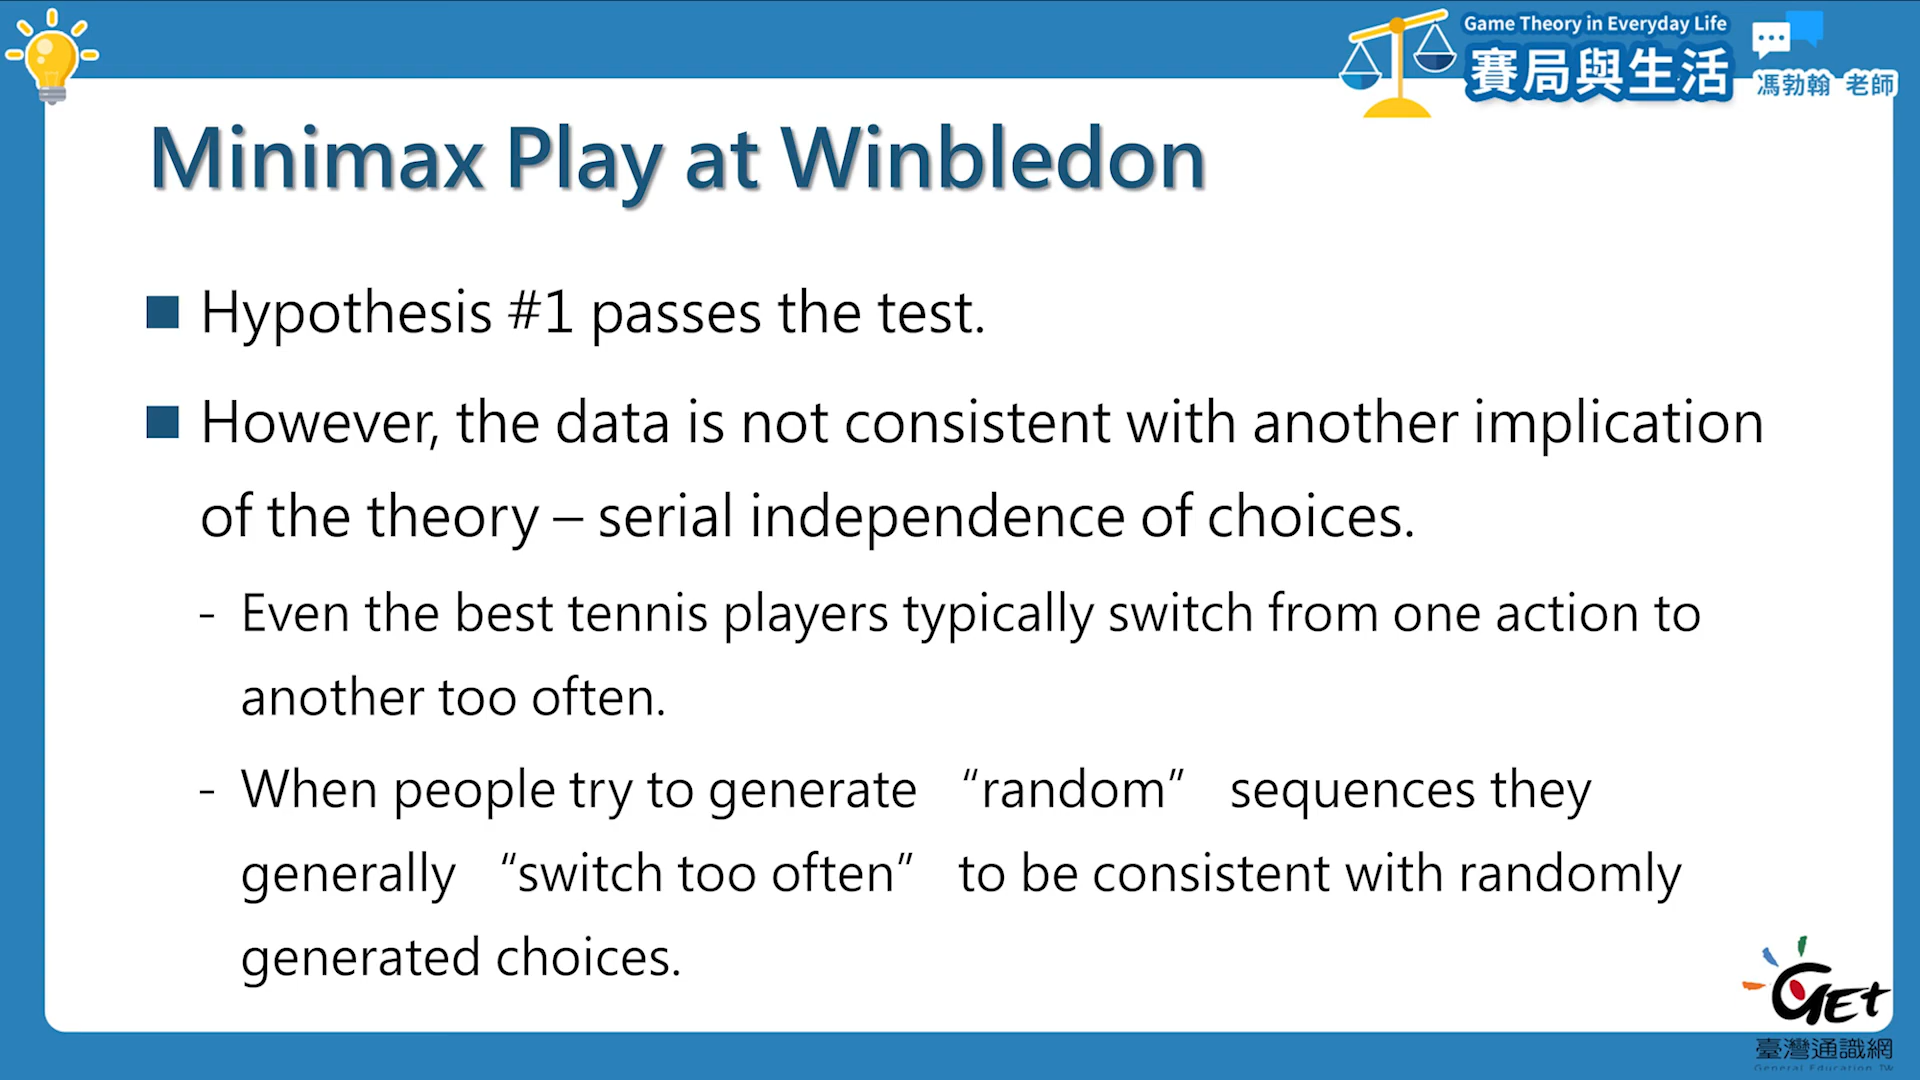 Game Theory in Everyday Life
賽局與生活
馮勃翰 老師
Minimax Play at Winbledon
Hypothesis #1 passes the test.
However, the data is not consistent with another implication
of the theory – serial independence of choices.
- Even the best tennis players typically switch from one action to
another too often.
- When people try to generate “random” sequences they
generally “switch too often” to be consistent with randomly
generated choices.
GET
臺灣通識網
General Education TW